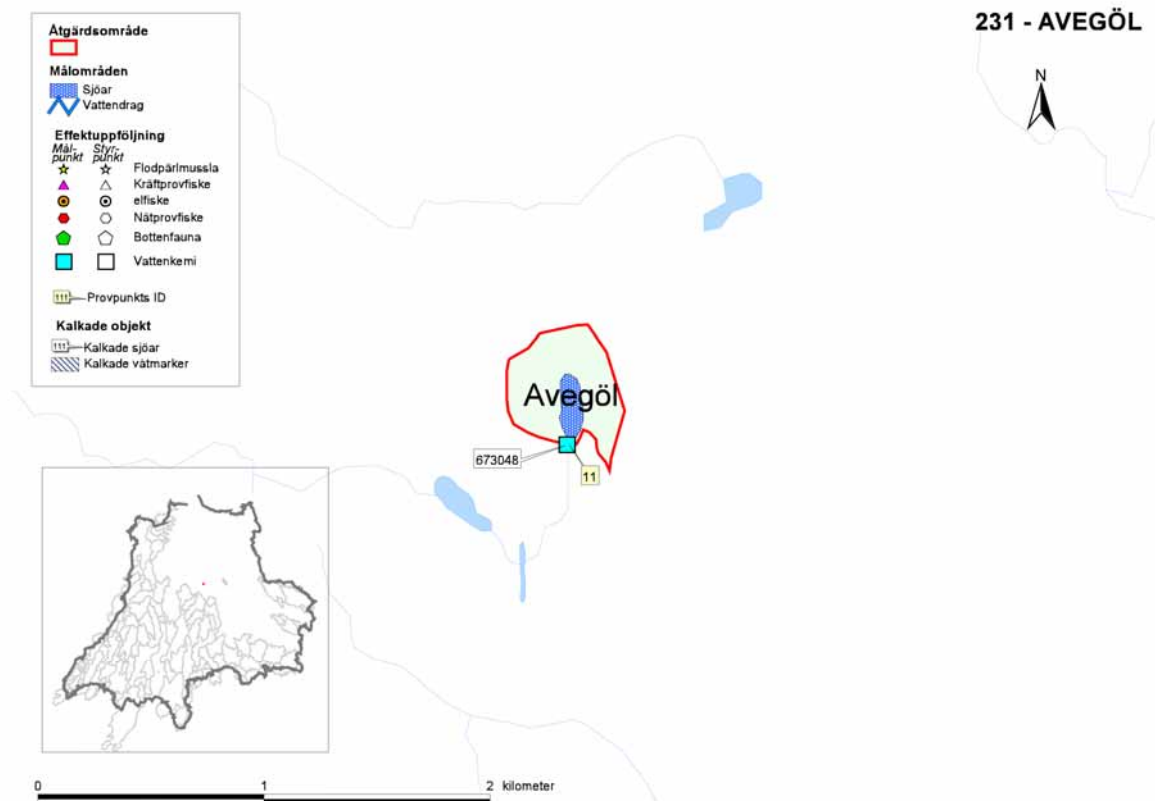 231 - AVEGÖL
N
Åtgärdsområde
Målområden
Sjöar
Vattendrag
Effektuppföljning
Mål-punkt Styr-punkt
Flodpärlmussla
Kräftprovfiske
elfiske
Nätprovfiske
Bottenfauna
Vattenkemi
111 Provpunkts ID
Kalkade objekt
111 Kalkade sjöar
Kalkade våtmarker
Avegöl
673048
11
0 1 2 kilometer